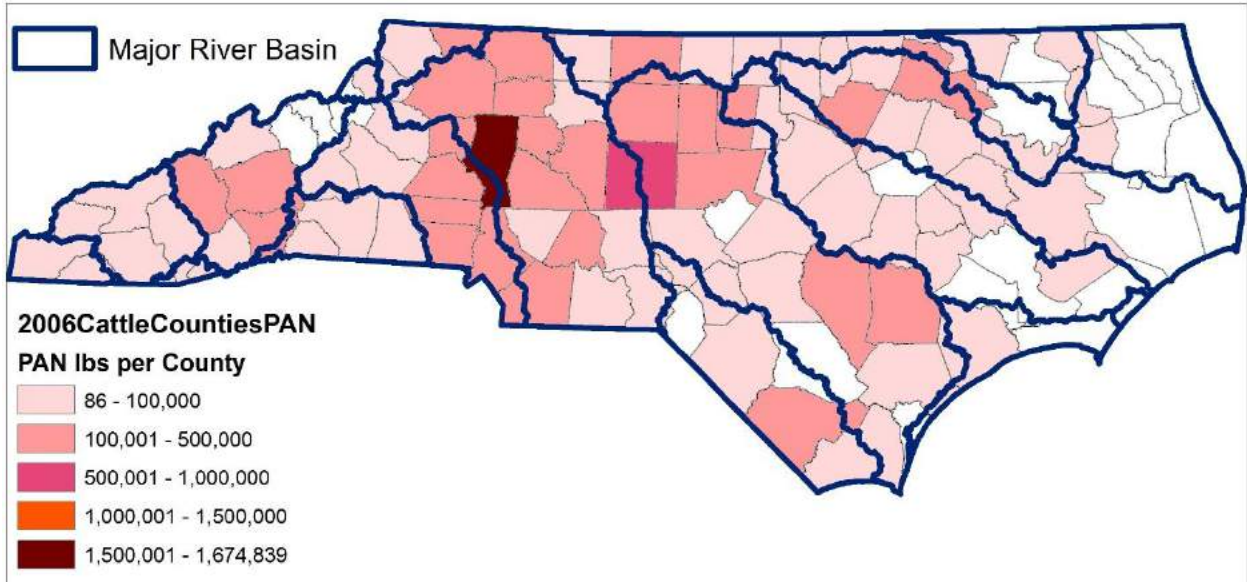 Major River Basin
2006CattleCountiesPAN
PAN lbs per County
86 - 100,000
100,001 - 500,000
500,001 - 1,000,000
1,000,001 - 1,500,000
1,500,001 - 1,674,839